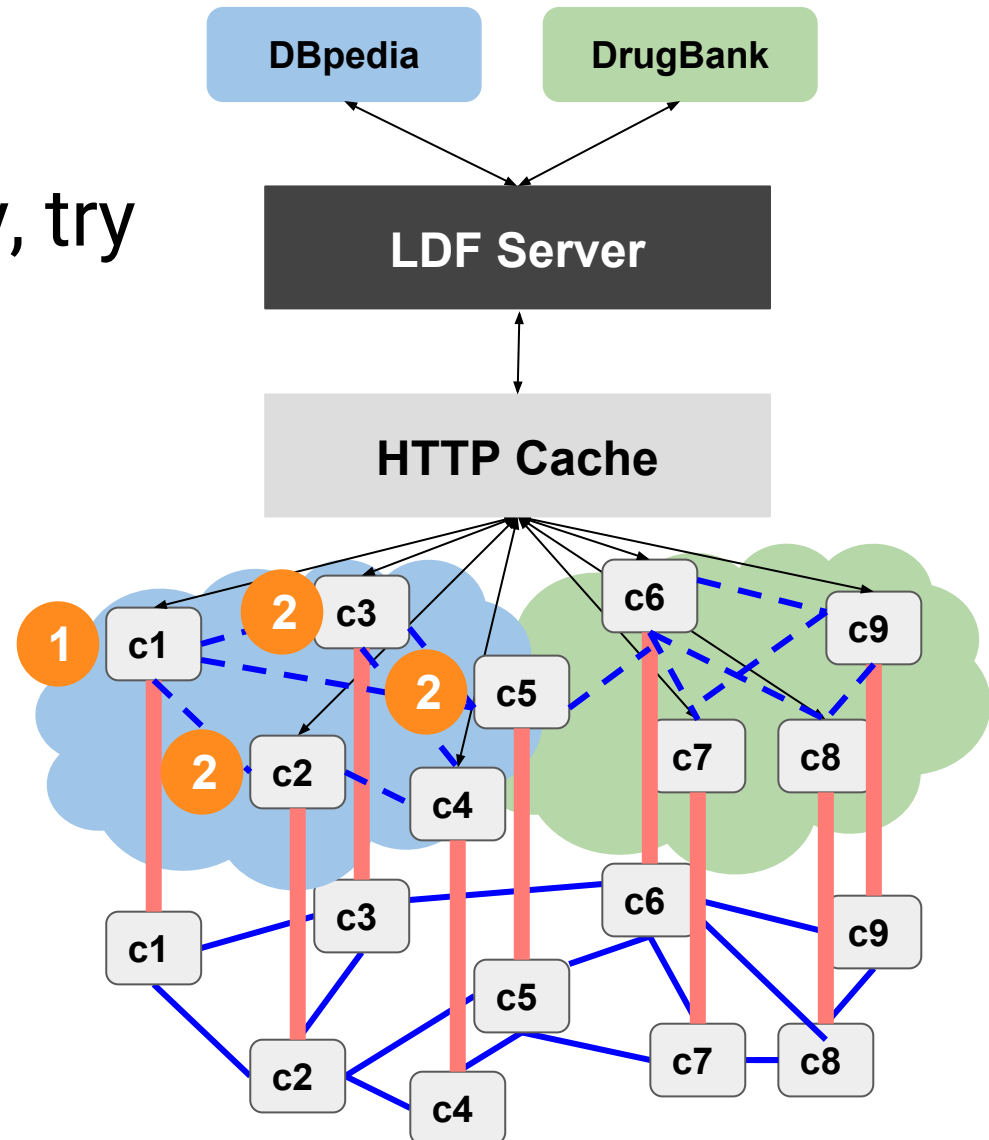 DBpedia
DrugBank
, try
LDF Server
HTTP Cache
1
c1
2
c3
2
c5
c6
c9
2
c2
c4
c7
c8
c1
c3
c5
c6
c9
c2
c4
c7
c8